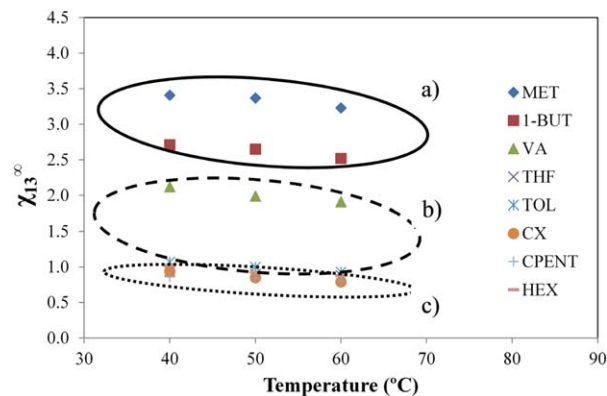 4.5
4.0
3.5
3.0
2.5
2.0
1.5
1.0
0.5
0.0
χ13∞
a)
b)
c)
MET
1-BUT
VA
THF
TOL
CX
CPENT
HEX
30 40 50 60 70 80 90
Temperature (ºC)